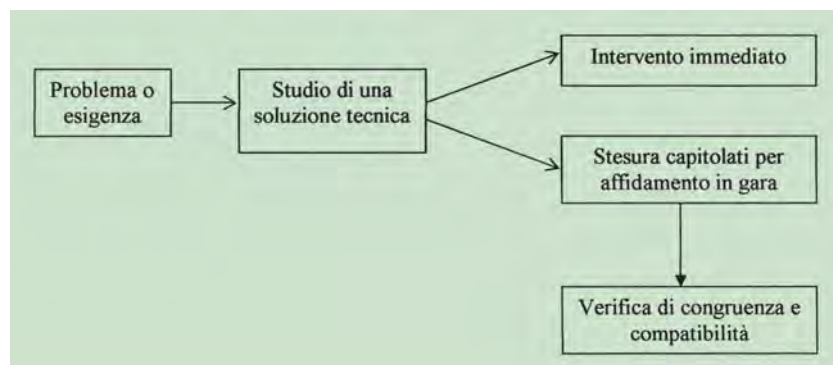 Problema o
esigenza
Studio di una
soluzione tecnica
Intervento immediato
Stesura capitolati per
affidamento in gara
Verifica di congruenza e
compatibilità